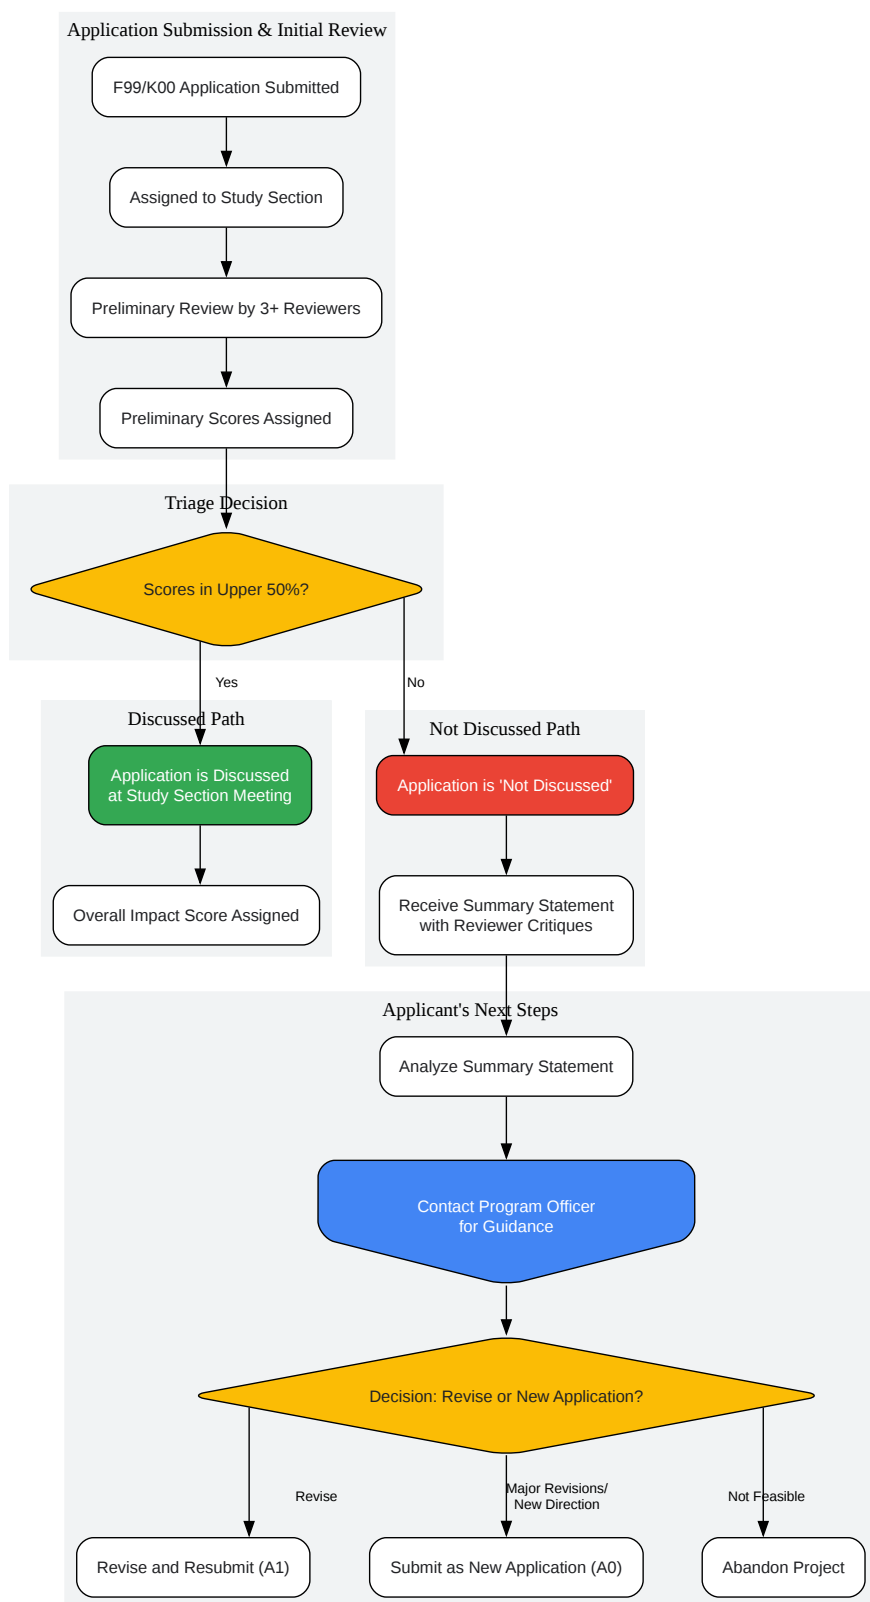 Application Submission & Initial Review
F99/K00 Application Submitted
Assigned to Study Section
Preliminary Review by 3+ Reviewers
Preliminary Scores Assigned
Triage Decision
Scores in Upper 50%?
Yes
No
Discussed Path
Application is Discussed
at Study Section Meeting
Overall Impact Score Assigned
Not Discussed Path
Application is 'Not Discussed'
Receive Summary Statement
with Reviewer Critiques
Applicant's Next Steps
Analyze Summary Statement
Contact Program Officer
for Guidance
Decision: Revise or New Application?
Revise
Major Revisions/
New Direction
Not Feasible
Revise and Resubmit (A1)
Submit as New Application (A0)
Abandon Project